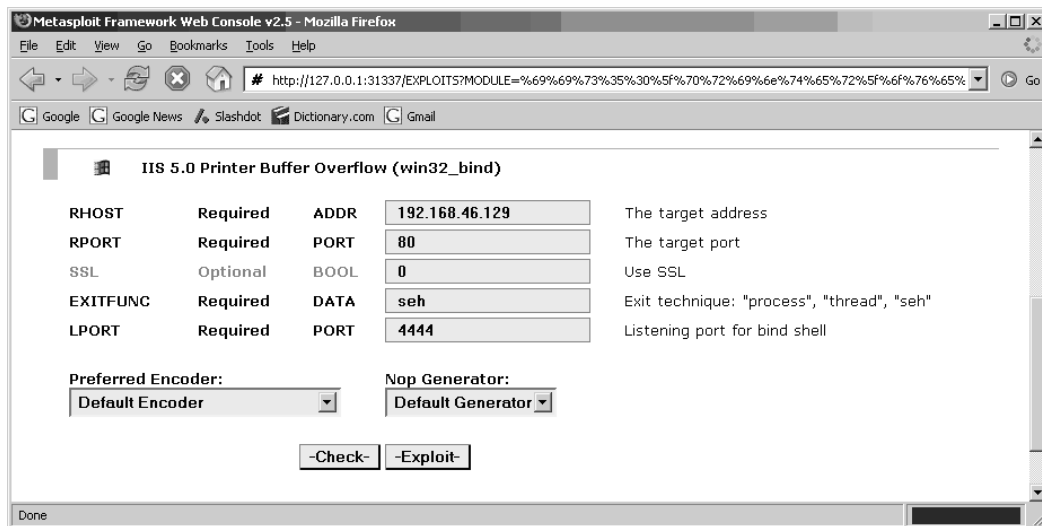 Metasploit Framework Web Console v2.5 - Mozilla Firefox
File Edit View Go Bookmarks Tools Help
# http://127.0.0.1:31337/EXPLOITS?MODULE=%69%69%73%35%30%5f%70%72%69%6e%74%65%72%5f%6f%76%65% Go
G Google G Google News Slashdot Dictionary.com G Gmail
IIS 5.0 Printer Buffer Overflow (win32_bind)
RHOST Required ADDR 192.168.46.129 The target address
RPORT Required PORT 80 The target port
SSL Optional BOOL 0 Use SSL
EXITFUNC Required DATA seh Exit technique: "process", "thread", "seh"
LPORT Required PORT 4444 Listening port for bind shell
Preferred Encoder: Nop Generator:
Default Encoder Default Generator
-Check- -Exploit-
Done